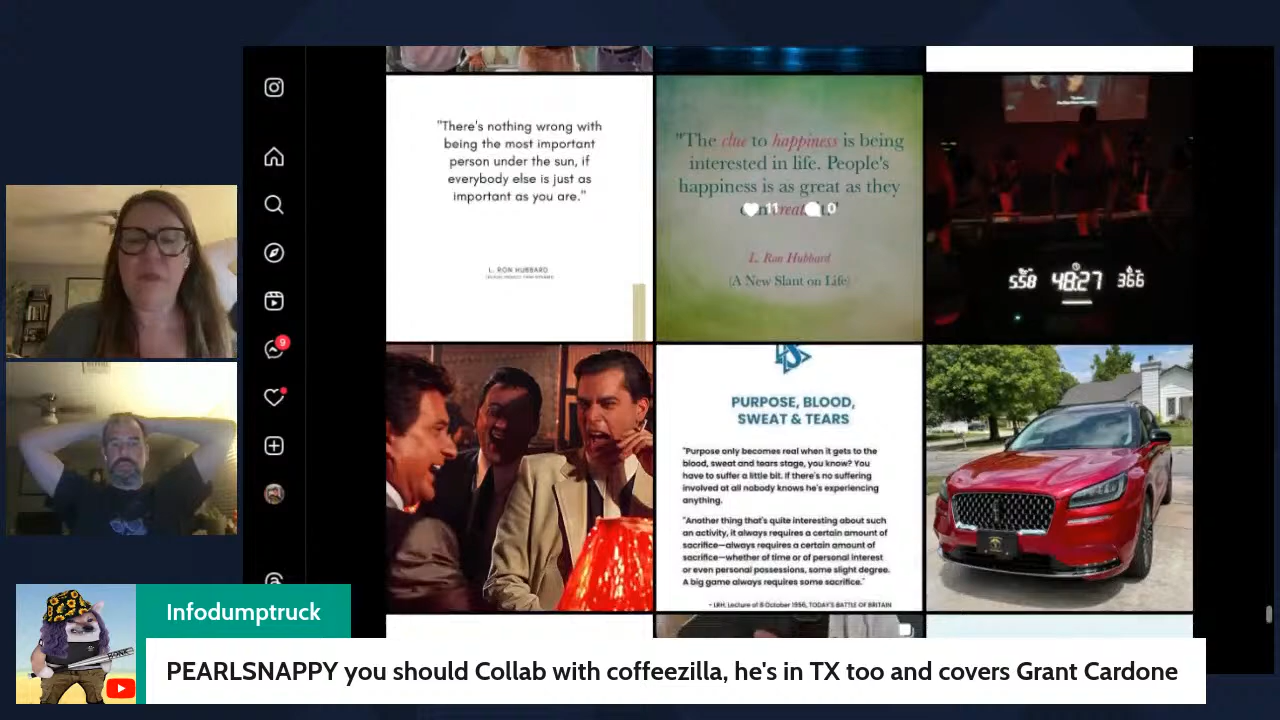 "There's nothing wrong with
being the most important
person under the sun, if
everybody else is just as
important as you are."
L. RON HUBBARD
"The clue to happiness is being
interested in life. People's
happiness is as great as they
11 0
L. Ron Hubbard
(A New Slant on Life)
558 48:27 366
9
PURPOSE, BLOOD,
SWEAT & TEARS
"Purpose only becomes real when it gets to the
blood, sweat and tears stage, you know? You
have to suffer a little bit. If there's no suffering
involved at all nobody knows he's experiencing
anything.
"Another thing that's quite interesting about such
an activity, it always requires a certain amount of
sacrifice—always requires a certain amount of
sacrifice—whether of time or of personal interest
or even personal possessions, some slight degree.
A big game always requires some sacrifice."
- LRH, Lecture of 8 October 1956, TODAY'S BATTLE OF BRITAIN
Infodumptruck
BONK
PEARLSNAPPY you should Collab with coffeezilla, he's in TX too and covers Grant Cardone